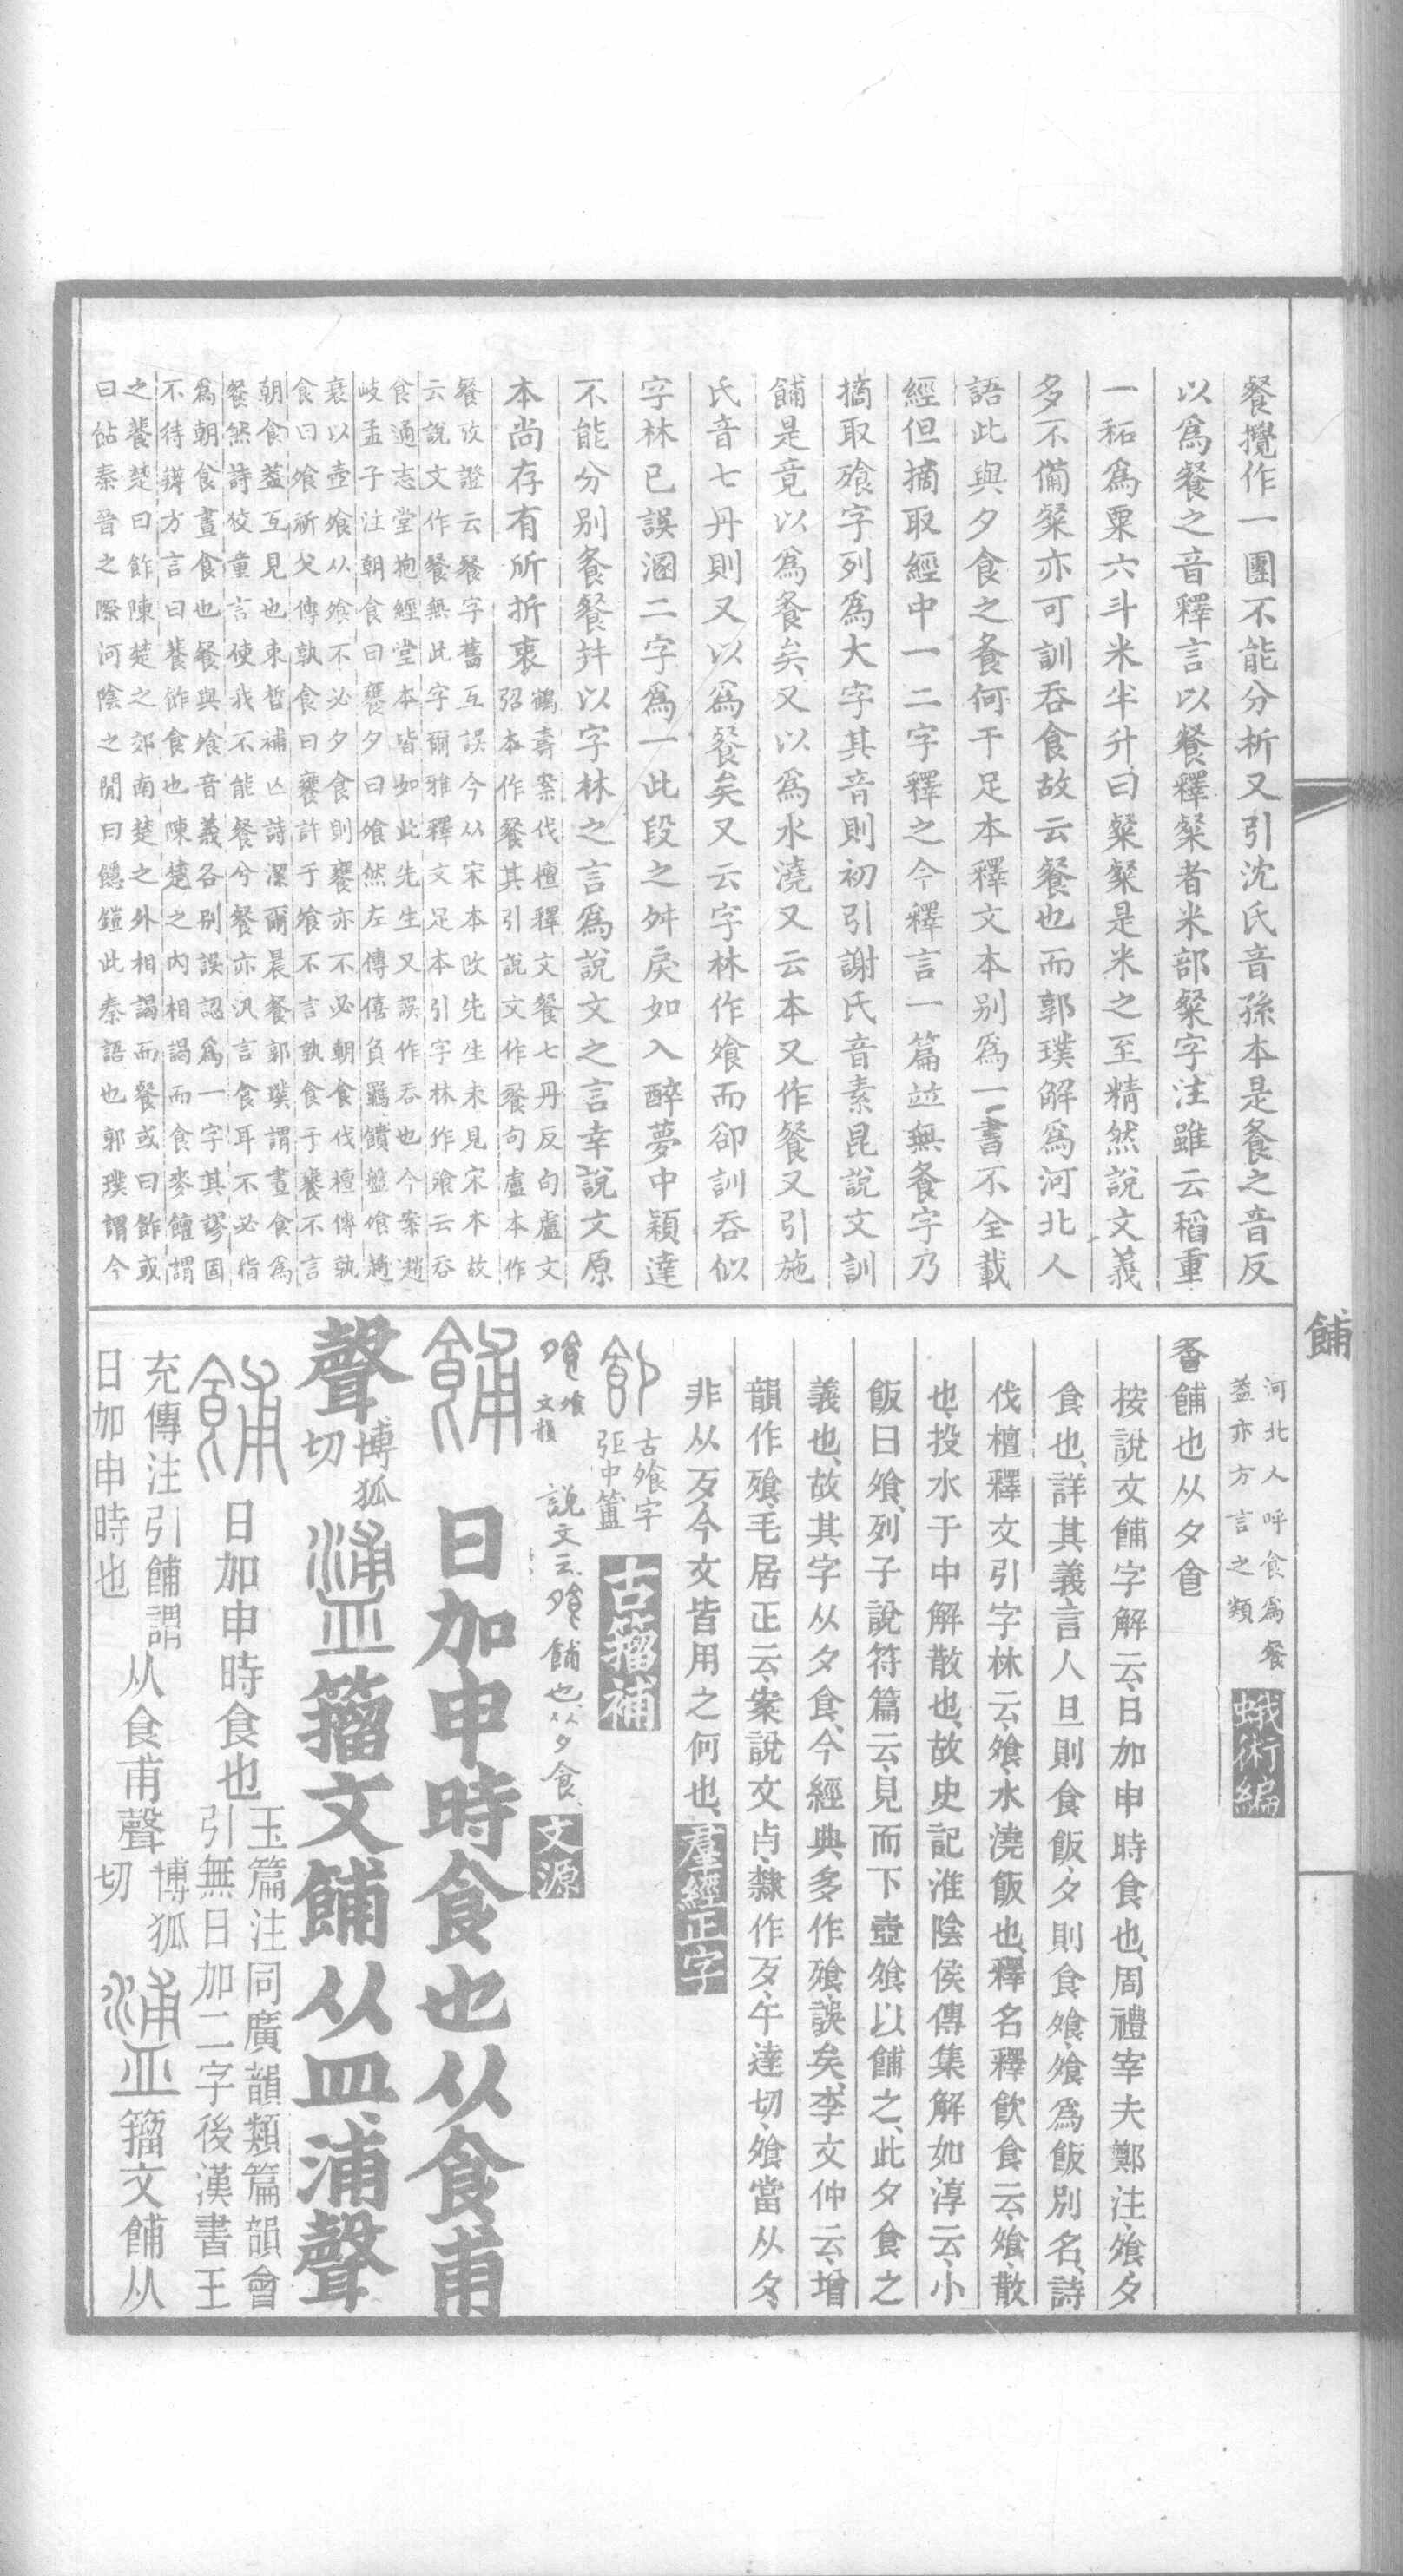 餐攪作一團不能分析又引沈氏音孫本是飧之音反
以爲餐之音釋言以餐釋粲者米部粲字注雖云稻重
一䄷爲粟六斗米半升曰粲粲是米之至精然說文義
多不備粲亦可訓吞食故云餐也而郭璞解爲河北人
語此與夕食之飧何干足本釋文本別爲一書不全載
經但摘取經中一二字釋之今釋言一篇竝無飧字乃
摘取飱字列爲大字其音則初引謝氏音素昆說文訓
餔是竟以爲飧矣又以爲水澆又云本又作餐又引施
氏音七丹則又以爲餐矣又云字林作飧而卻訓吞似
字林已誤溷二字爲一此段之舛戾如入醉夢中穎達
不能分別飧餐幷以字林之言爲說文之言幸說文原
本尚存有所折衷
鶴壽案伐檀釋文餐七丹反句盧文
弨本作餐其引說文作餐句盧本作
餐攷證云餐字舊互誤今从宋本改先生未見宋本故
云說文作餐無此字爾雅釋文足本引字林作飱云吞
食通志堂抱經堂本皆如此先生又誤作吞也今案趙
岐孟子注朝食曰饔夕曰飧然左傳僖負羈饋盤飧趙
衰以壺飧从飧不必夕食則饔亦不必朝食伐檀傳孰
食曰飧祈父傳孰食曰饔許于飧不言孰食于饔不言
朝食蓋互見也束晳補亾詩潔爾晨餐郭璞謂晝食爲
餐然詩狡童言使我不能餐兮餐亦汎言食耳不必指
爲朝食晝食也餐與飧音義各別誤認爲一字其謬固
不待辨方言曰䬯飵食也陳楚之內相謁而食麥饘謂
之䬯楚曰飵陳楚之郊南楚之外相謁而餐或曰飵或
曰䬯秦晉之際河陰之閒曰䭓䭒此秦語也郭璞謂今
河北人呼食爲餐
蓋亦方言之類
蛾術編
餔也从夕食
按說文餔字解云、日加申時食也、周禮宰夫鄭注、飧夕
食也、詳其義言人旦則食飯、夕則食飧、飧爲飯別名、詩
伐檀釋文引字林云、飧、水澆飯也、釋名釋飲食云、飧、散
也、投水于中解散也、故史記淮陰侯傳集解如淳云、小
飯曰飧、列子說符篇云、見而下壺飧以餔之、此夕食之
義也、故其字从夕食、今經典、多作飱、誤矣、李文仲云、增
韻作飱、毛居正云、案說文歺、隸作歹、午達切、飧當从夕、
非从歹、今文皆用之何也、
羣經正字
古飧字
弡中簠
古籀補
飧
文源
說文云、飧餔也、从夕食、
日加申時食也从食甫
聲
博狐
切
籀文餔从皿浦聲
日加申時食也
玉篇注同廣韻類篇韻會
引無日加二字後漢書王
充傳注引餔謂
日加申時也
从食甫聲
博狐
切
籀文餔从
餔